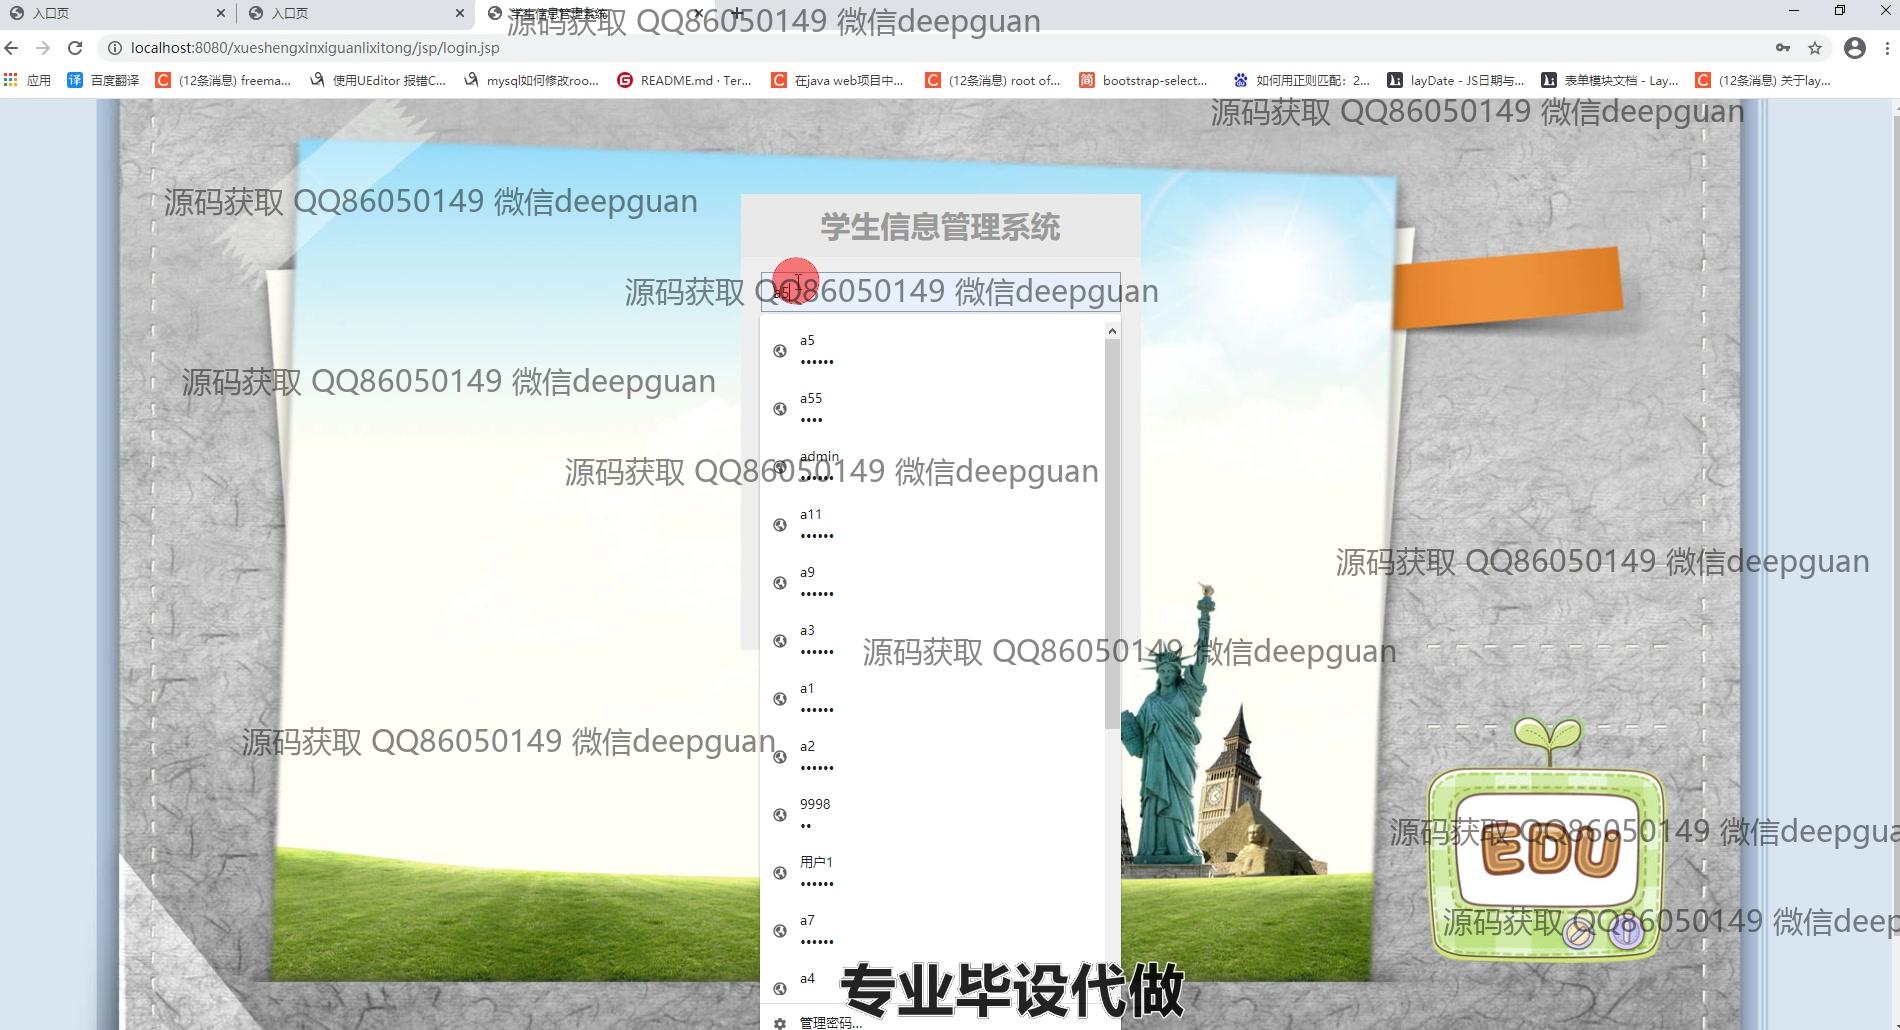 入口页
入口页
学生信息管理系统
源码获取 QQ86050149 微信deepguan
localhost:8080/xueshengxinxiguanlixitong/jsp/login.jsp
应用
百度翻译
(12条消息) freema...
使用UEditor 报错C...
mysql如何修改roo...
README.md · Ter...
在java web项目中...
(12条消息) root of...
bootstrap-select...
如何用正则匹配：2...
layDate - JS日期与...
表单模块文档 - Lay...
(12条消息) 关于lay...
源码获取 QQ86050149 微信deepguan
源码获取 QQ86050149 微信deepguan
学生信息管理系统
源码获取 QQ86050149 微信deepguan
a5
a5
••••••
源码获取 QQ86050149 微信deepguan
a55
••••
admin
••••••
源码获取 QQ86050149 微信deepguan
a11
••••••
源码获取 QQ86050149 微信deepguan
a9
••••••
a3
••••••
源码获取 QQ86050149 微信deepguan
a1
••••••
源码获取 QQ86050149 微信deepguan
a2
••••••
9998
••
源码获取 QQ86050149 微信deepgua
EDU
用户1
••••••
a7
••••••
源码获取 QQ86050149 微信deep
a4
专业毕设代做
管理密码...